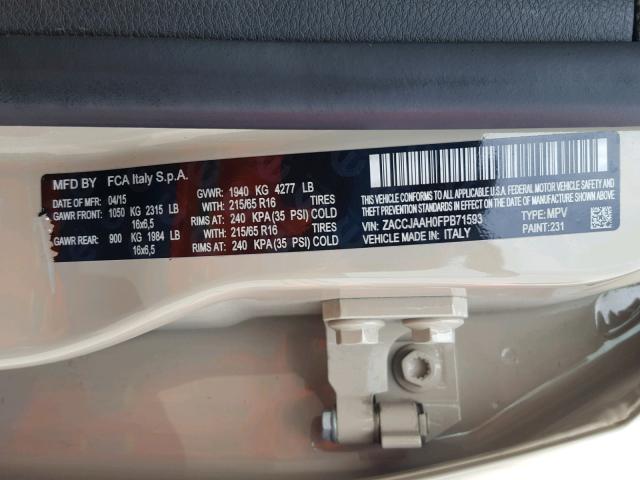 MFD BY FCA Italy S.p.A.
DATE OF MFR: 04/15 GVWR: 1940 KG 4277 LB
GAWR FRONT: 1050 KG 2315 LB 215/65 R16 TIRES
16x6,5 RIMS AT: 240 KPA (35 PSI) COLD
GAWR REAR: 900 KG 1984 LB WITH: 215/65 R16 TIRES
16x6,5 RIMS AT: 240 KPA (35 PSI) COLD
THIS VEHICLE CONFORMS TO ALL APPLICABLE U.S.A. FEDERAL MOTOR VEHICLE SAFETY, BUMPER, AND THEFT PREVENTION STANDARDS IN EFFECT ON THE DATE OF MANUFACTURE SHOWN ABOVE.
VIN: ZACCJAAH0FPB71593 TYPE: MPV
VEHICLE MADE IN: ITALY PAINT: 231